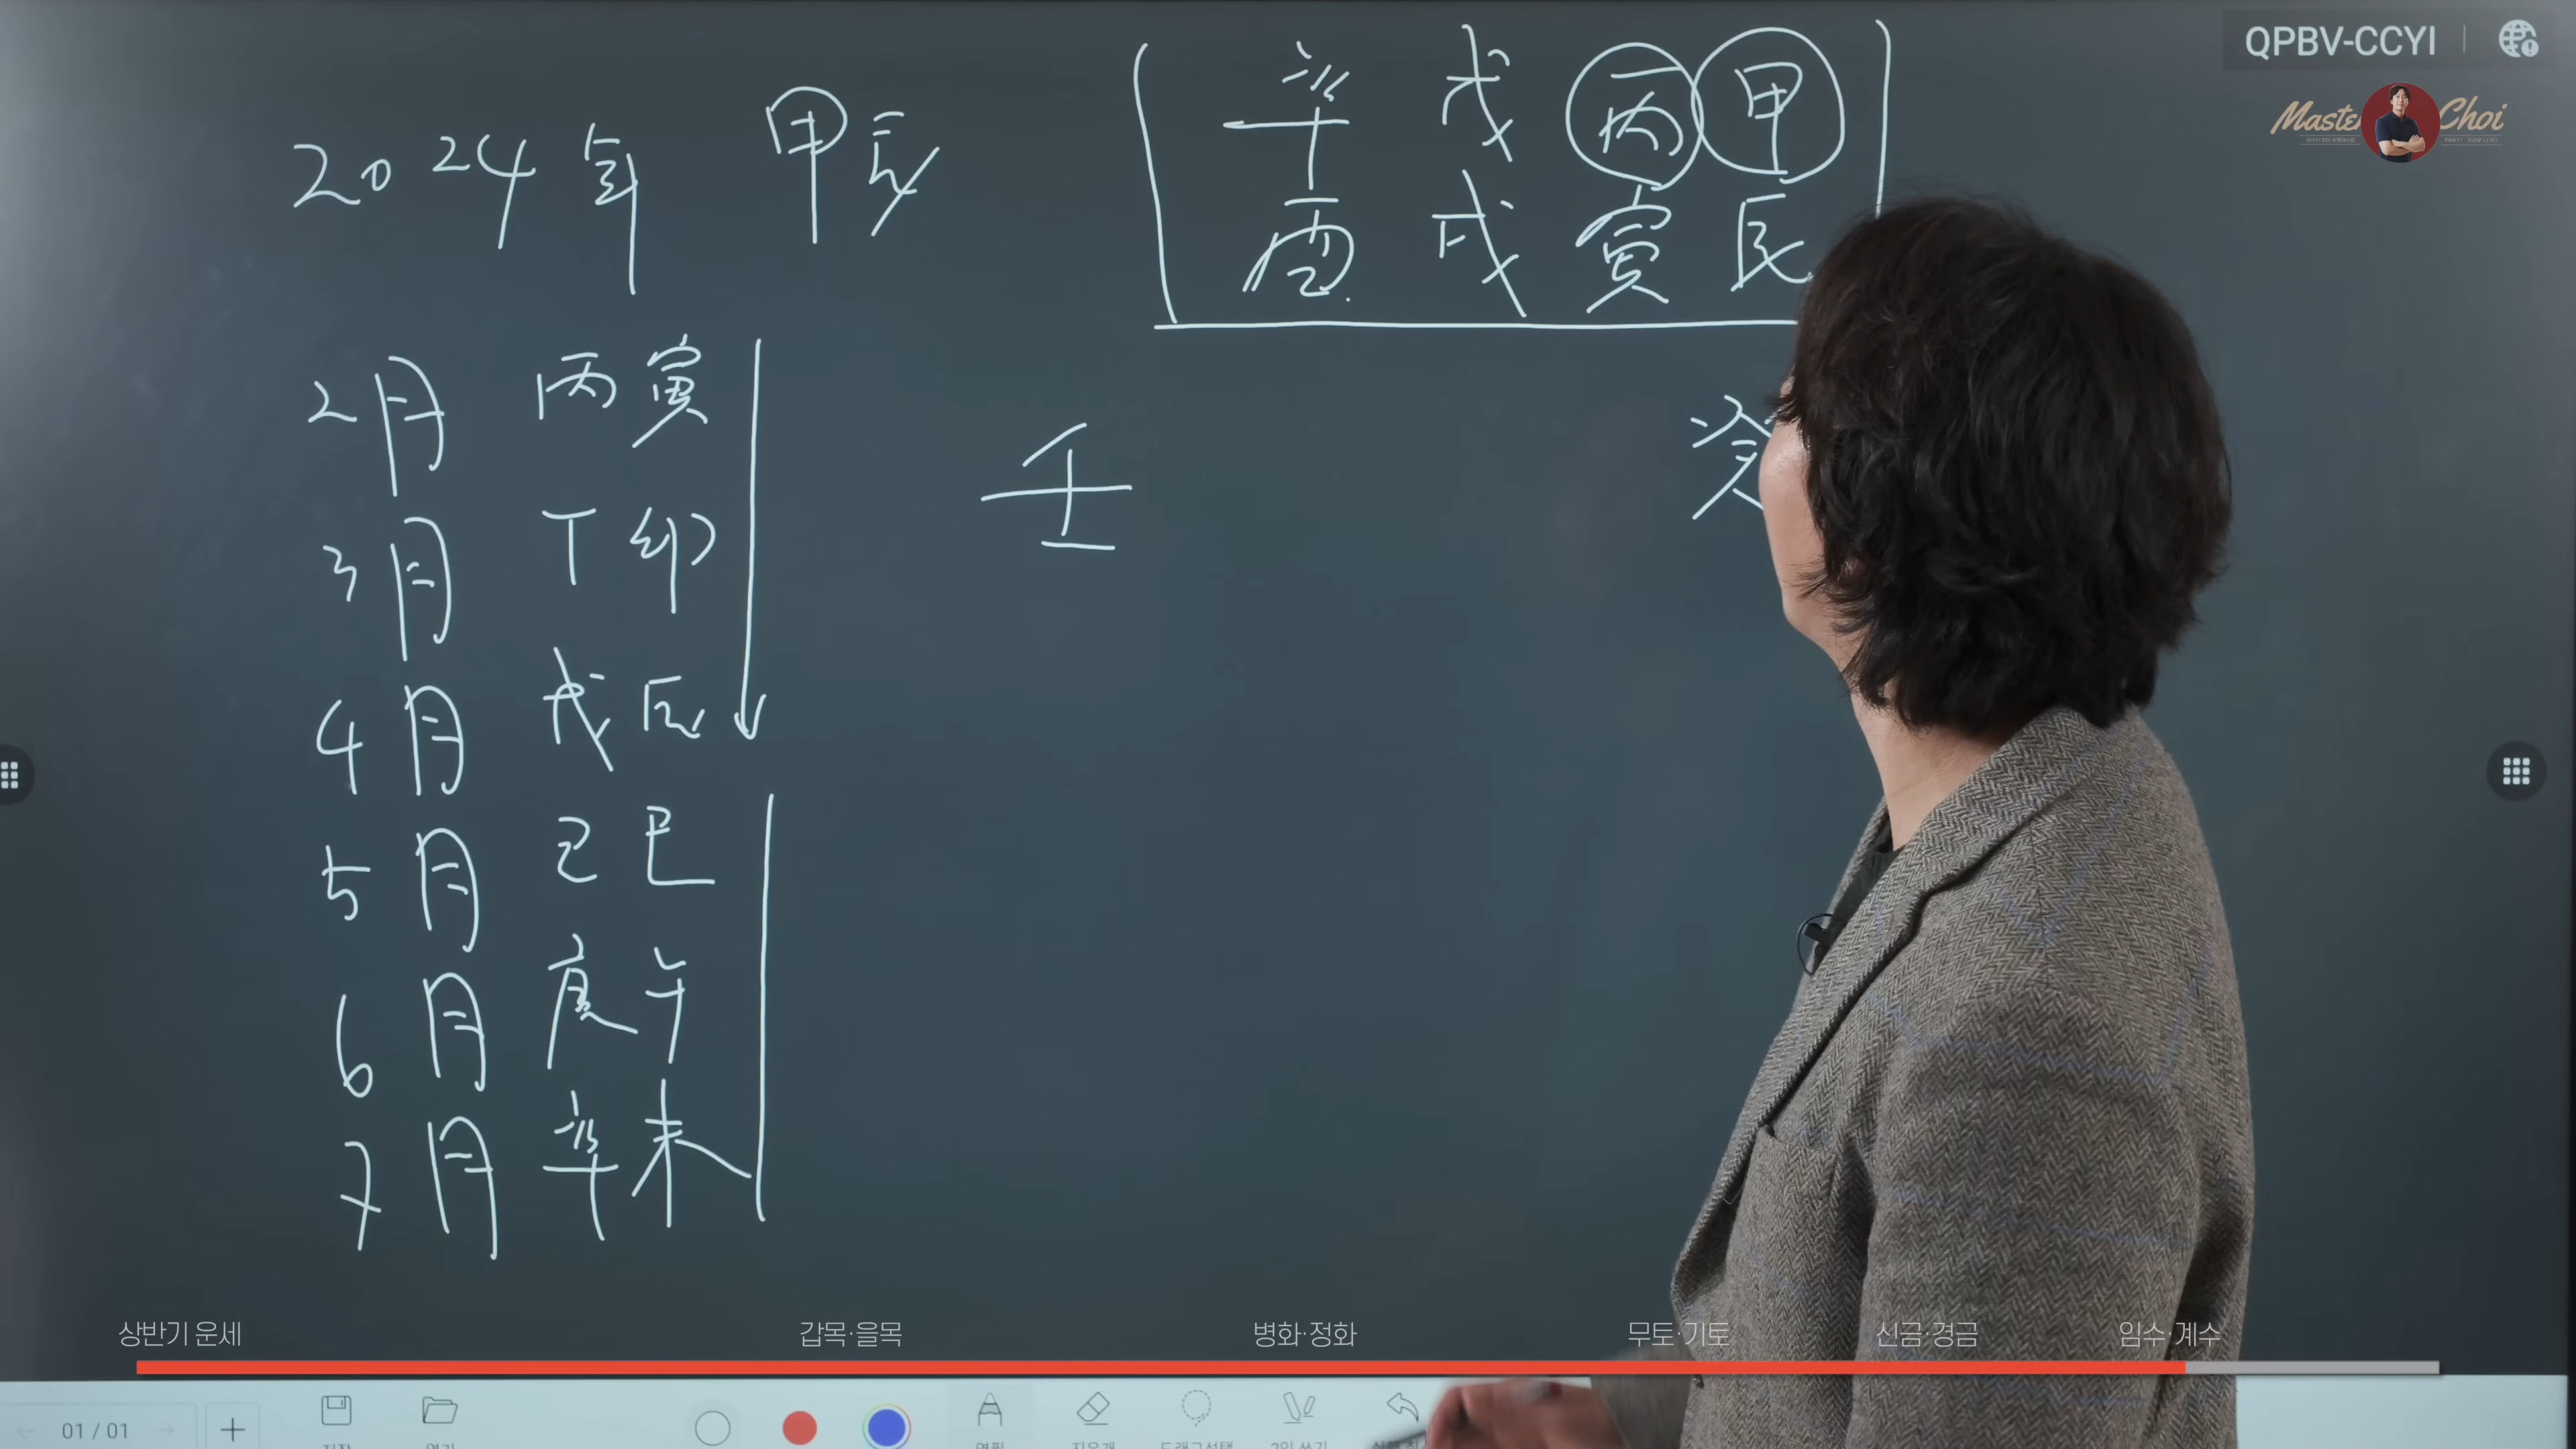 QPBV-CCYI
Master Choi
2024年 甲辰
辛 戊 丙 甲
酉 戌 寅 辰
2月 丙寅
3月 丁卯
4月 戊辰
5月 己巳
6月 庚午
7月 辛未
壬
癸
상반기 운세
갑목·을목
병화·정화
무토·기토
신금·경금
임수·계수
01 / 01